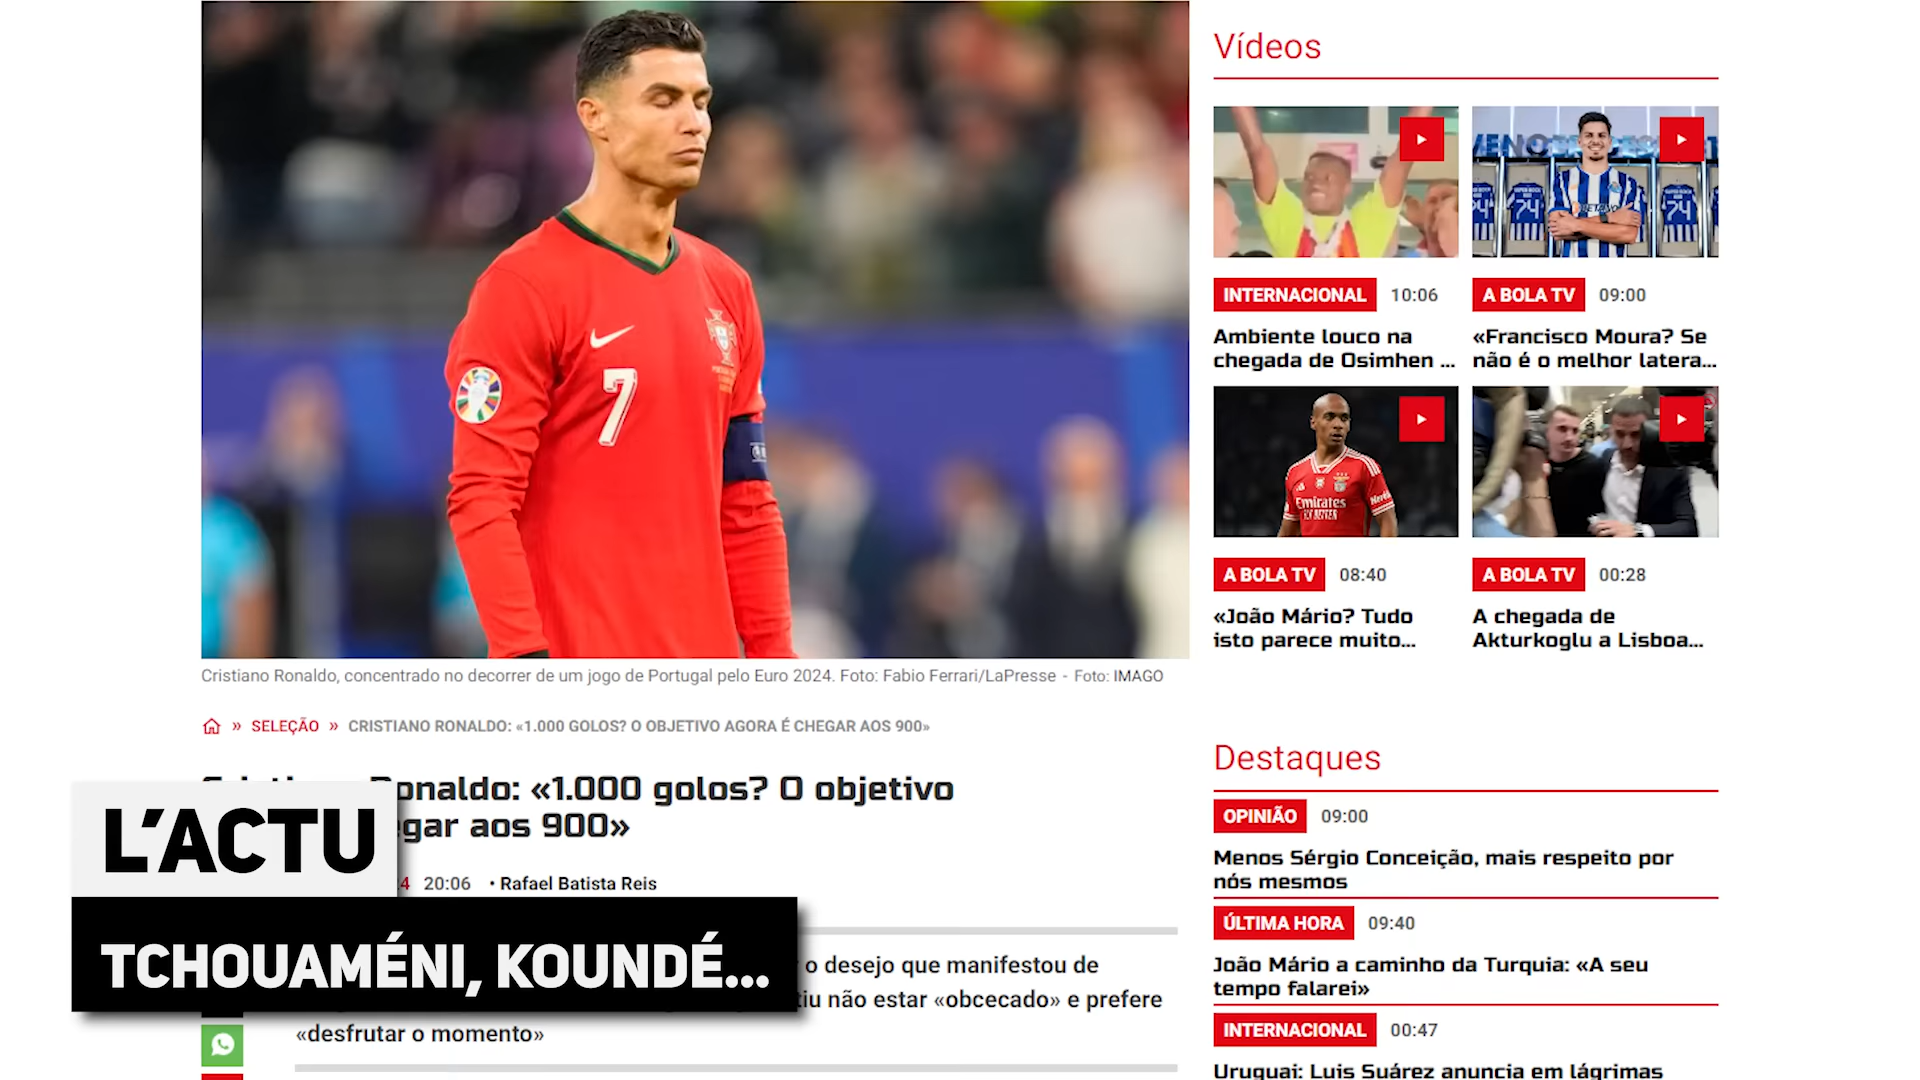 7
Cristiano Ronaldo, concentrado no decorrer de um jogo de Portugal pelo Euro 2024. Foto: Fabio Ferrari/LaPresse - Foto: IMAGO
» SELEÇÃO » CRISTIANO RONALDO: «1.000 GOLOS? O OBJETIVO AGORA É CHEGAR AOS 900»
Ronaldo: «1.000 golos? O objetivo
aos 900»
20:06 • Rafael Batista Reis
o desejo que manifestou de
não estar «obcecado» e prefere
«desfrutar o momento»
L'ACTU
TCHOUAMÉNI, KOUNDÉ...
Vídeos
74
74
INTERNACIONAL 10:06
Ambiente louco na
chegada de Osimhen ...
A BOLA TV 09:00
«Francisco Moura? Se
não é o melhor latera...
Emirates
FLY BETTER
A BOLA TV 08:40
«João Mário? Tudo
isto parece muito...
A BOLA TV 00:28
A chegada de
Akturkoglu a Lisboa...
Destaques
OPINIÃO 09:00
Menos Sérgio Conceição, mais respeito por
nós mesmos
ÚLTIMA HORA 09:40
João Mário a caminho da Turquia: «A seu
tempo falarei»
INTERNACIONAL 00:47
Uruguai: Luis Suárez anuncia em lágrimas